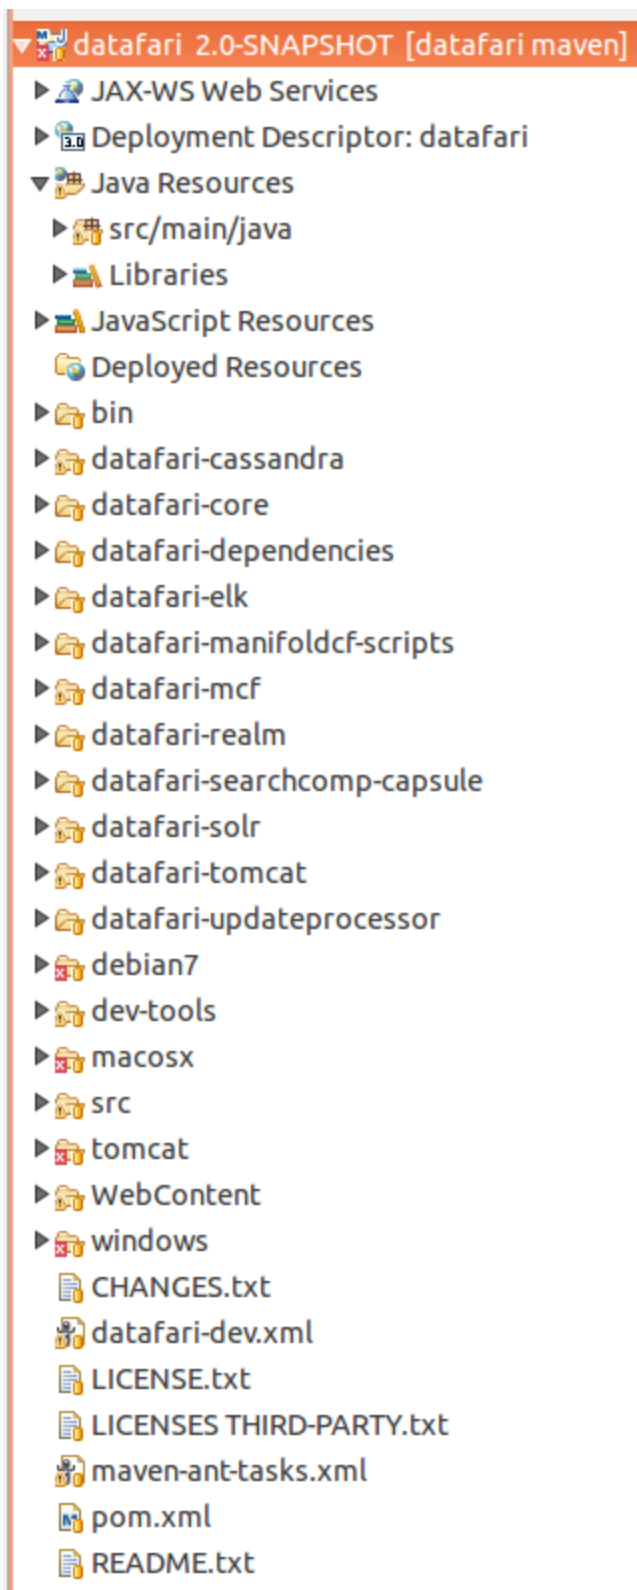 datafari 2.0-SNAPSHOT [datafari maven]
JAX-WS Web Services
Deployment Descriptor: datafari
Java Resources
src/main/java
Libraries
JavaScript Resources
Deployed Resources
bin
datafari-cassandra
datafari-core
datafari-dependencies
datafari-elk
datafari-manifoldcf-scripts
datafari-mcf
datafari-realm
datafari-searchcomp-capsule
datafari-solr
datafari-tomcat
datafari-updateprocessor
debian7
dev-tools
macosx
src
tomcat
WebContent
windows
CHANGES.txt
datafari-dev.xml
LICENSE.txt
LICENSES THIRD-PARTY.txt
maven-ant-tasks.xml
pom.xml
README.txt